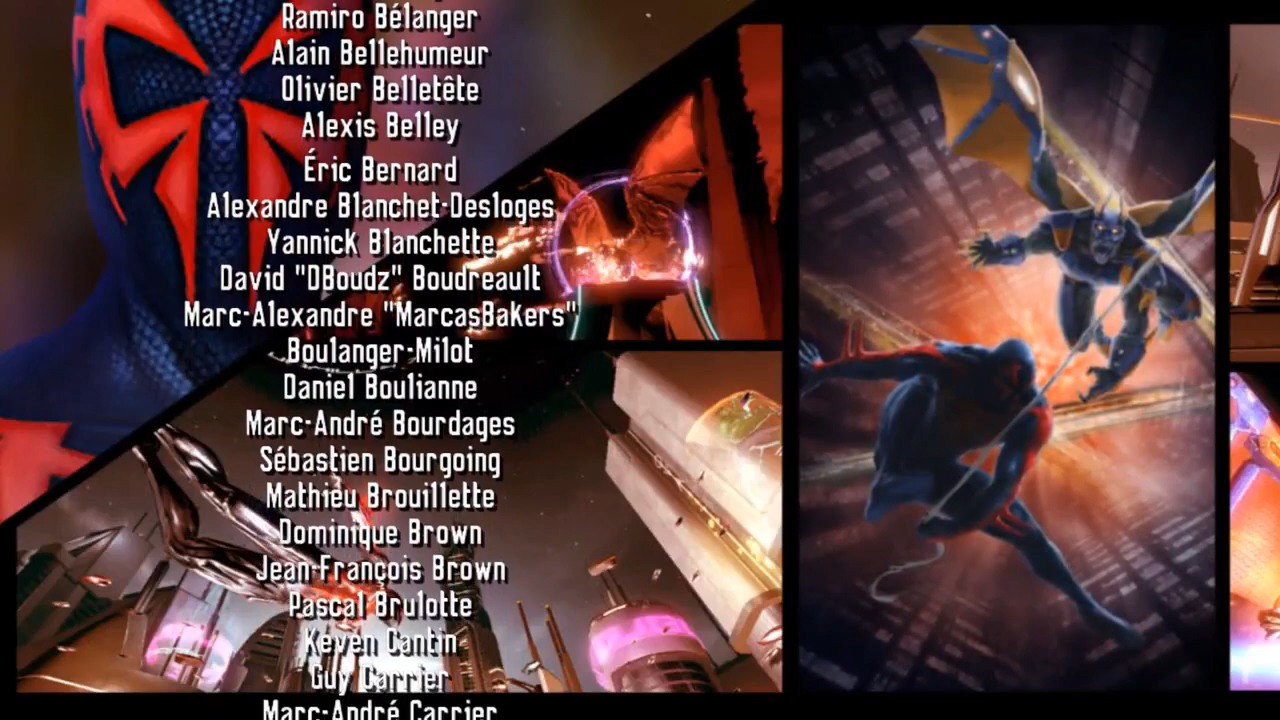 Ramiro Bélanger
Alain Bellehumeur
Olivier Belletête
Alexis Belley
Éric Bernard
Alexandre Blanchet-Desloges
Yannick Blanchette
David "DBoudz" Boudreault
Marc-Alexandre "MarcasBakers"
Boulanger-Milot
Daniel Boulianne
Marc-André Bourdages
Sébastien Bourgoing
Mathieu Brouillette
Dominique Brown
Jean-François Brown
Pascal Brulotte
Keven Cantin
Guy Carrier
Marc-André Carrier